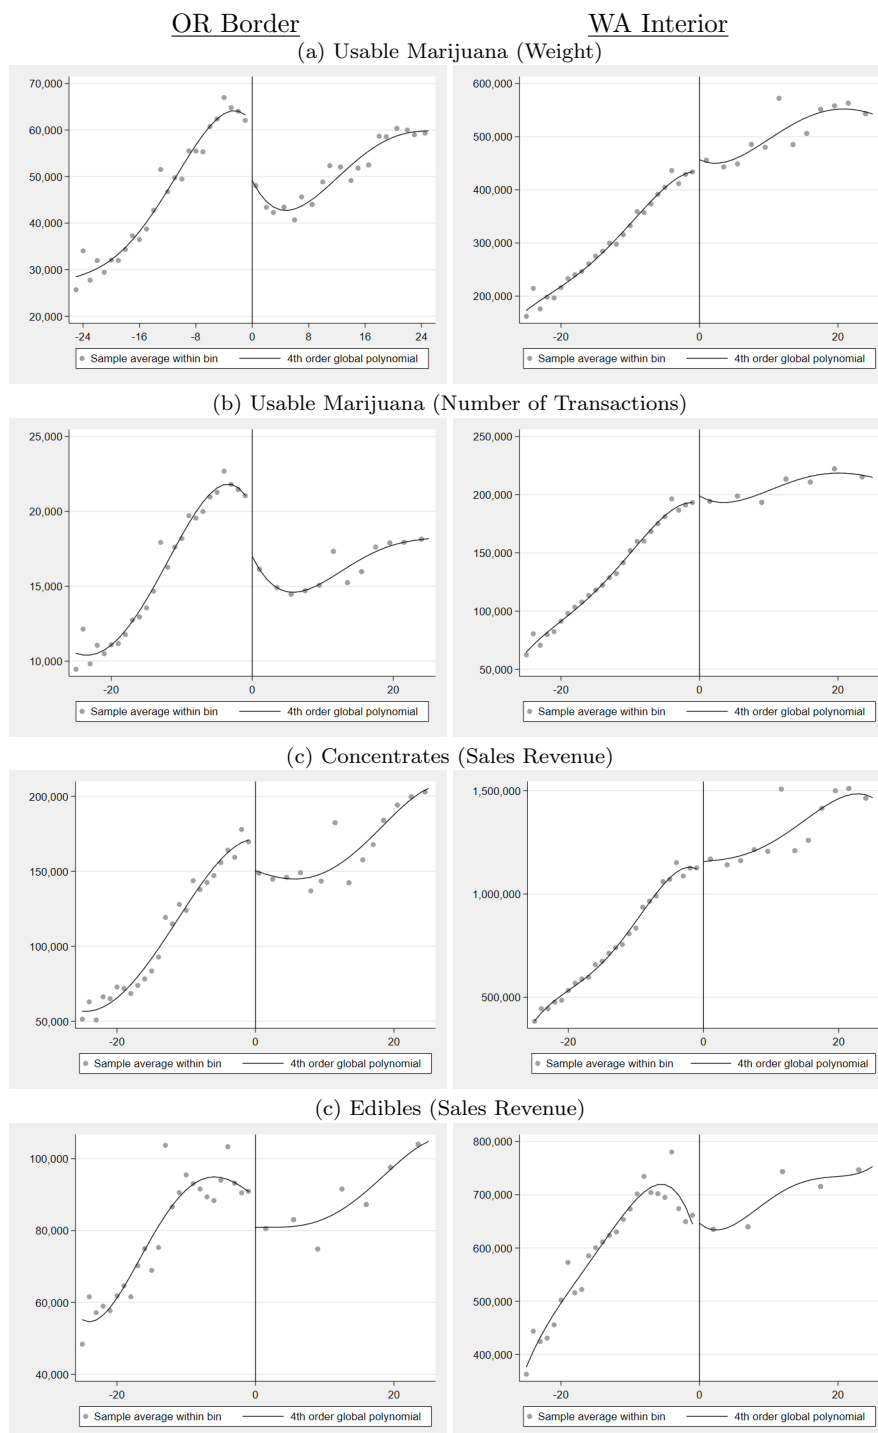 OR Border WA Interior
(a) Usable Marijuana (Weight)
70,000
60,000
50,000
40,000
30,000
20,000
-24 -16 -8 0 8 16 24
Sample average within bin 4th order global polynomial
600,000
500,000
400,000
300,000
200,000
-20 0 20
Sample average within bin 4th order global polynomial
(b) Usable Marijuana (Number of Transactions)
25,000
20,000
15,000
10,000
-20 0 20
Sample average within bin 4th order global polynomial
250,000
200,000
150,000
100,000
50,000
-20 0 20
Sample average within bin 4th order global polynomial
(c) Concentrates (Sales Revenue)
200,000
150,000
100,000
50,000
-20 0 20
Sample average within bin 4th order global polynomial
1,500,000
1,000,000
500,000
-20 0 20
Sample average within bin 4th order global polynomial
(c) Edibles (Sales Revenue)
100,000
80,000
60,000
40,000
-20 0 20
Sample average within bin 4th order global polynomial
800,000
700,000
600,000
500,000
400,000
-20 0 20
Sample average within bin 4th order global polynomial